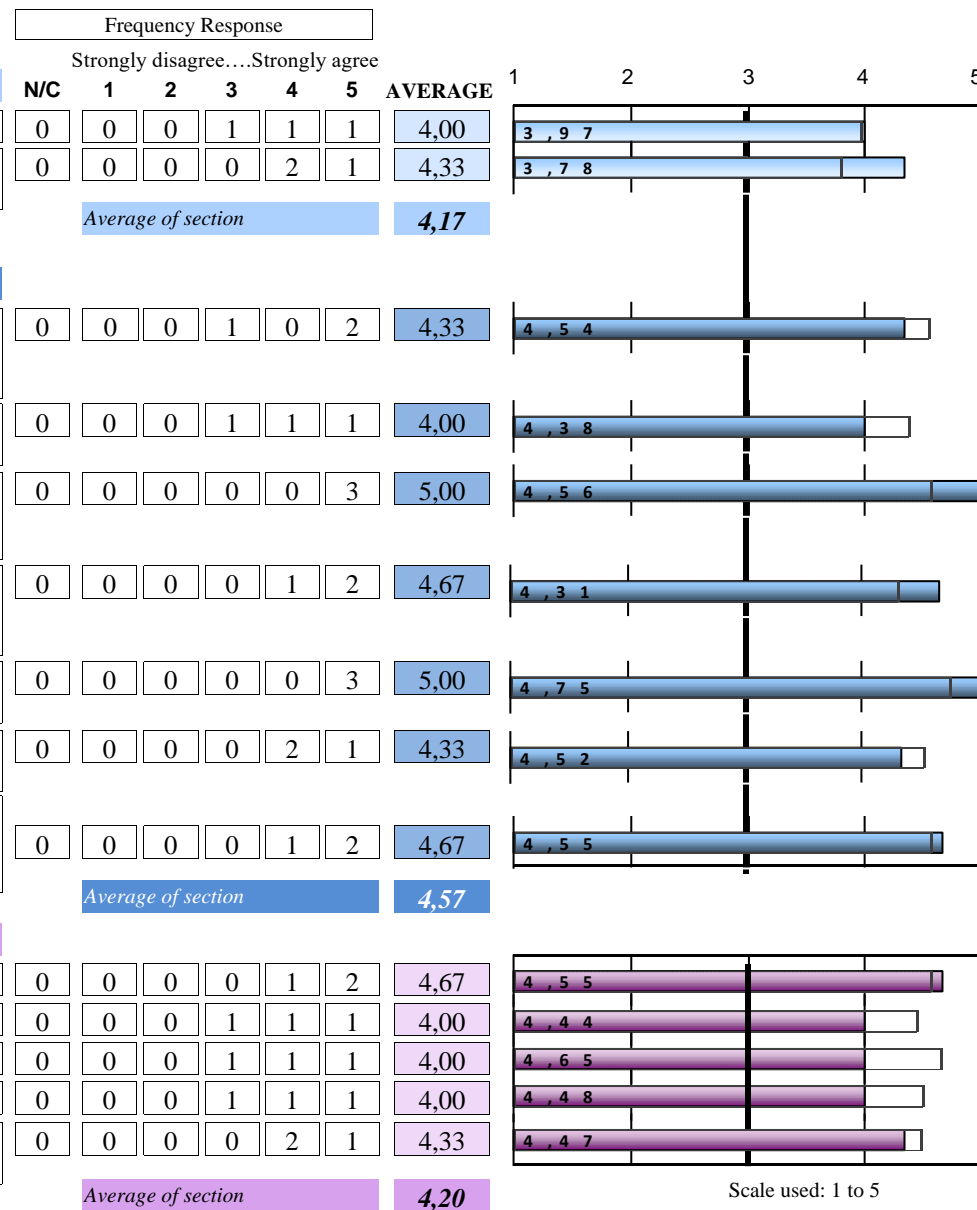 Frequency Response
Strongly disagree….Strongly agree
N/C 1 2 3 4 5 AVERAGE 1 2 3 4 5
0 0 0 1 1 1 4,00 3,97
0 0 0 0 2 1 4,33 3,78
Average of section 4,17
0 0 0 1 0 2 4,33 4,54
0 0 0 1 1 1 4,00 4,38
0 0 0 0 0 3 5,00 4,56
0 0 0 0 1 2 4,67 4,31
0 0 0 0 0 3 5,00 4,75
0 0 0 0 2 1 4,33 4,52
0 0 0 0 1 2 4,67 4,55
Average of section 4,57
0 0 0 0 1 2 4,67 4,55
0 0 0 1 1 1 4,00 4,44
0 0 0 1 1 1 4,00 4,65
0 0 0 1 1 1 4,00 4,48
0 0 0 0 2 1 4,33 4,47
Average of section 4,20 Scale used: 1 to 5